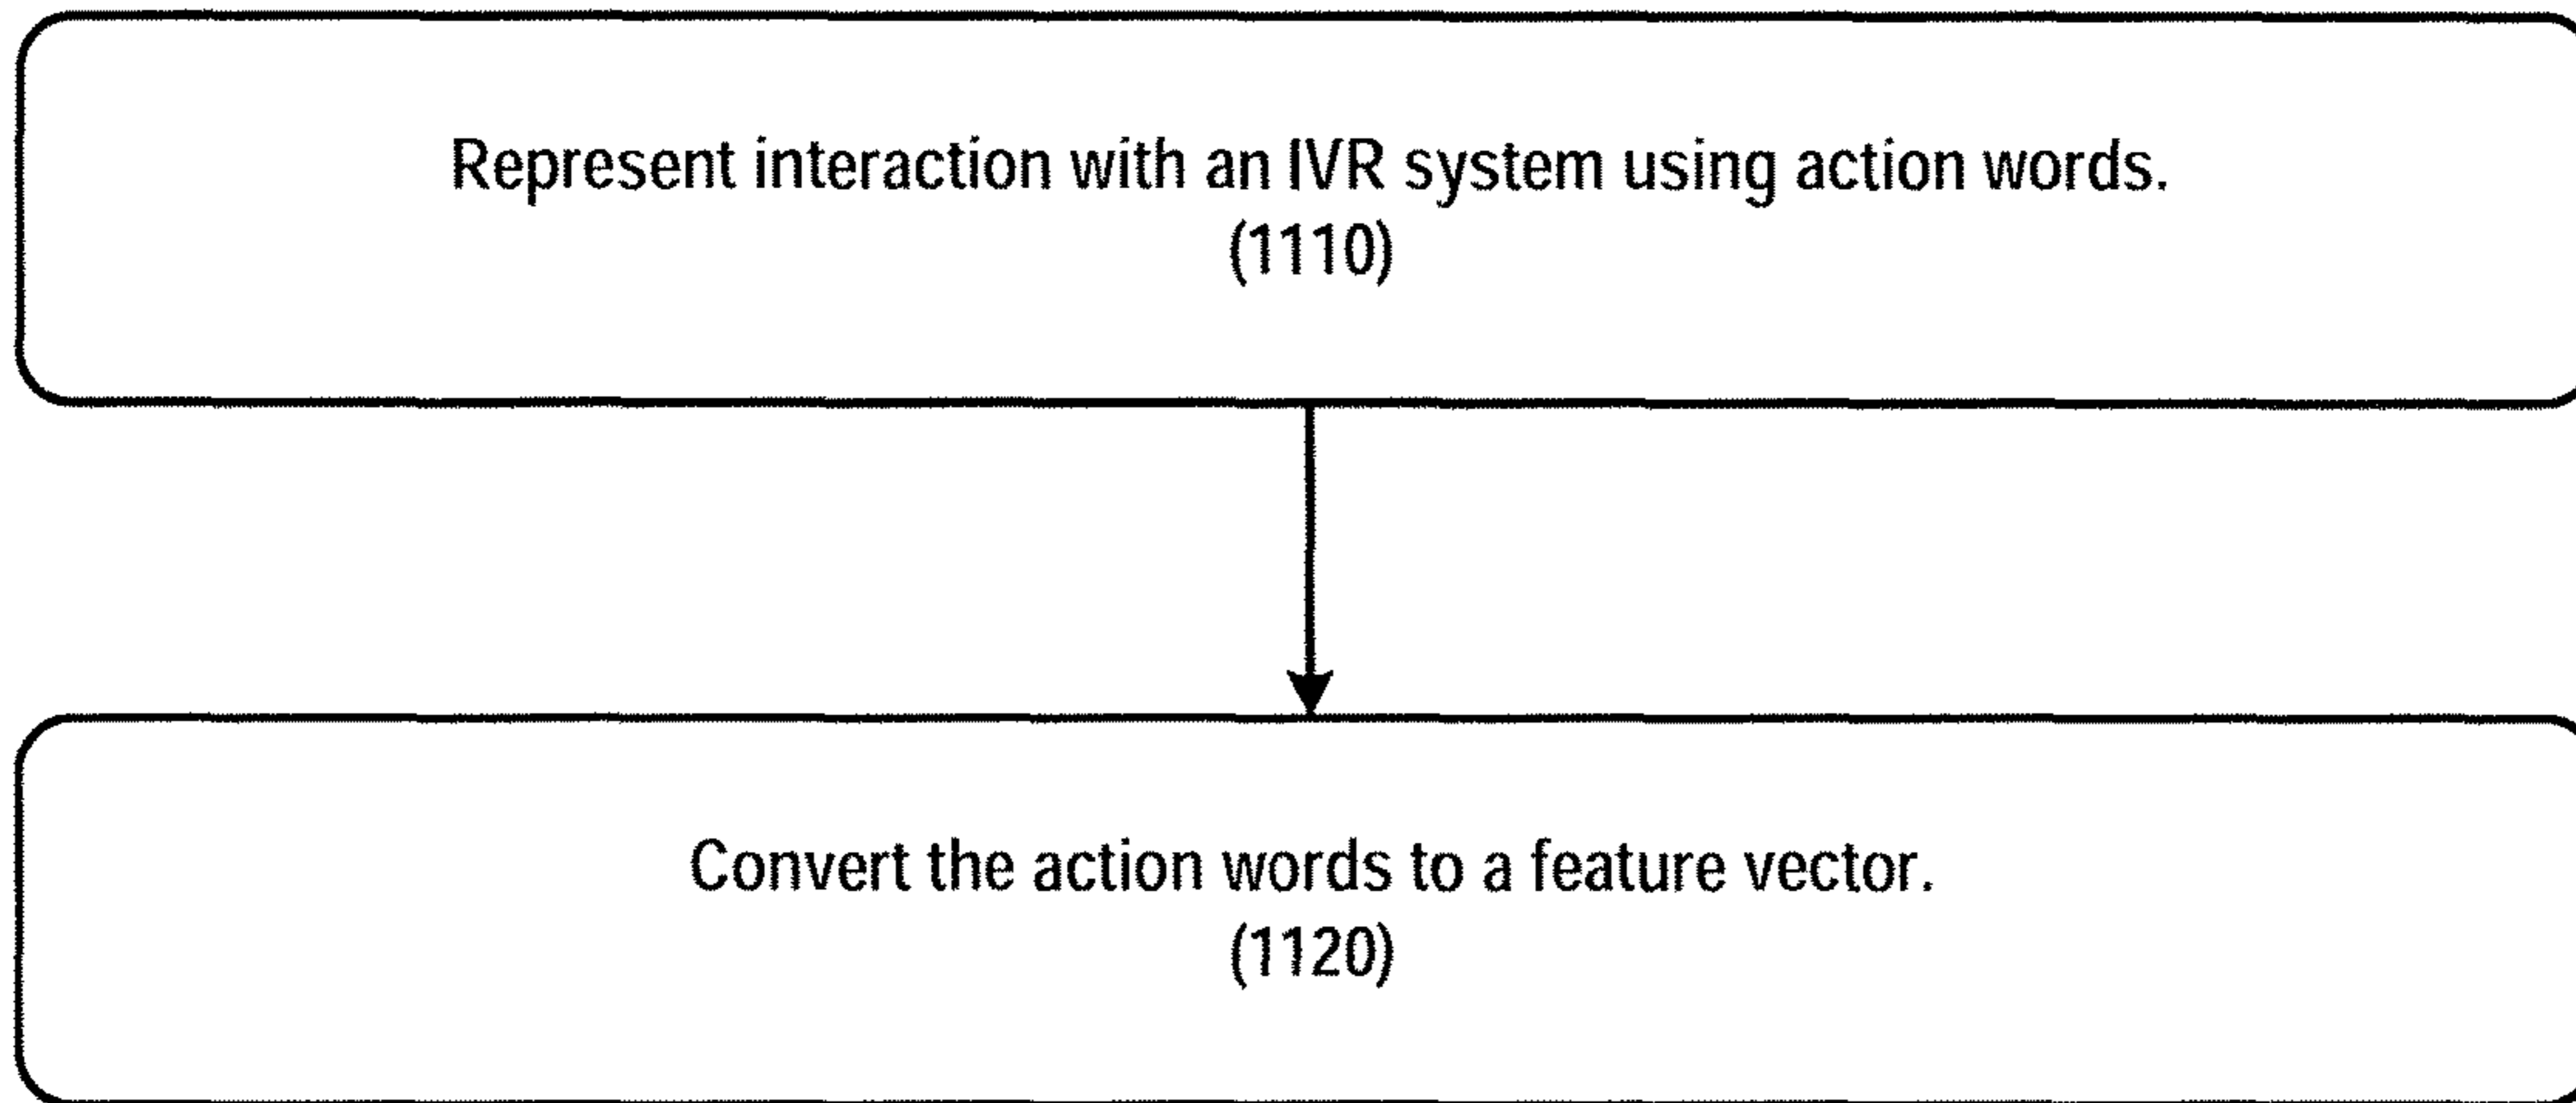 Represent interaction with an IVR system using action words.
(1110)
Convert the action words to a feature vector.
(1120)